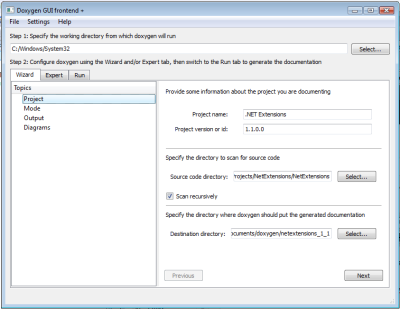 Doxygen GUI frontend +
File Settings Help
Step 1: Specify the working directory from which doxygen will run
C:/Windows/System32
Select...
Step 2: Configure doxygen using the Wizard and/or Expert tab, then switch to the Run tab to generate the documentation
Wizard Expert Run
Topics
Project
Mode
Output
Diagrams
Provide some information about the project you are documenting
Project name: .NET Extensions
Project version or id: 1.1.0.0
Specify the directory to scan for source code
Source code directory: rojects/NetExtensions/NetExtensions Select...
Scan recursively
Specify the directory where doxygen should put the generated documentation
Destination directory: ocuments/doxygen/netextensions_1_1 Select...
Previous Next